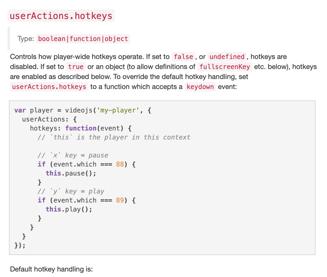 userActions.hotkeys
Type: boolean|function|object
Controls how player-wide hotkeys operate. If set to false, or undefined, hotkeys are
disabled. If set to true or an object (to allow definitions of fullscreenKey etc. below), hotkeys
are enabled as described below. To override the default hotkey handling, set
userActions.hotkeys to a function which accepts a keydown event:
var player = videojs('my-player', {
  userActions: {
    hotkeys: function(event) {
      // `this` is the player in this context

      // `x` key = pause
      if (event.which === 88) {
        this.pause();
      }
      // `y` key = play
      if (event.which === 89) {
        this.play();
      }
    }
  }
});
Default hotkey handling is: